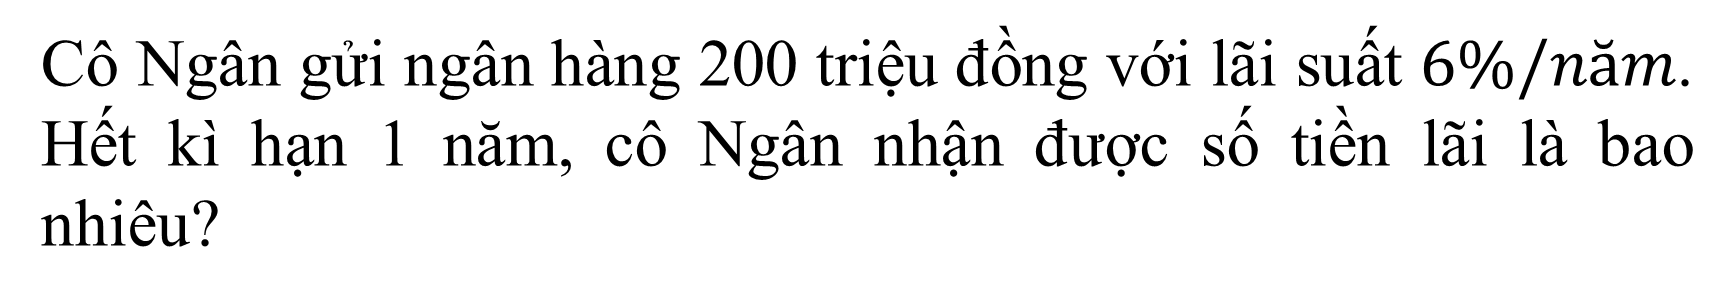 Cô Ngân gửi ngân hàng 200 triệu đồng với lãi suất 6%/năm.
Hết kì hạn 1 năm, cô Ngân nhận được số tiền lãi là bao
nhiêu?